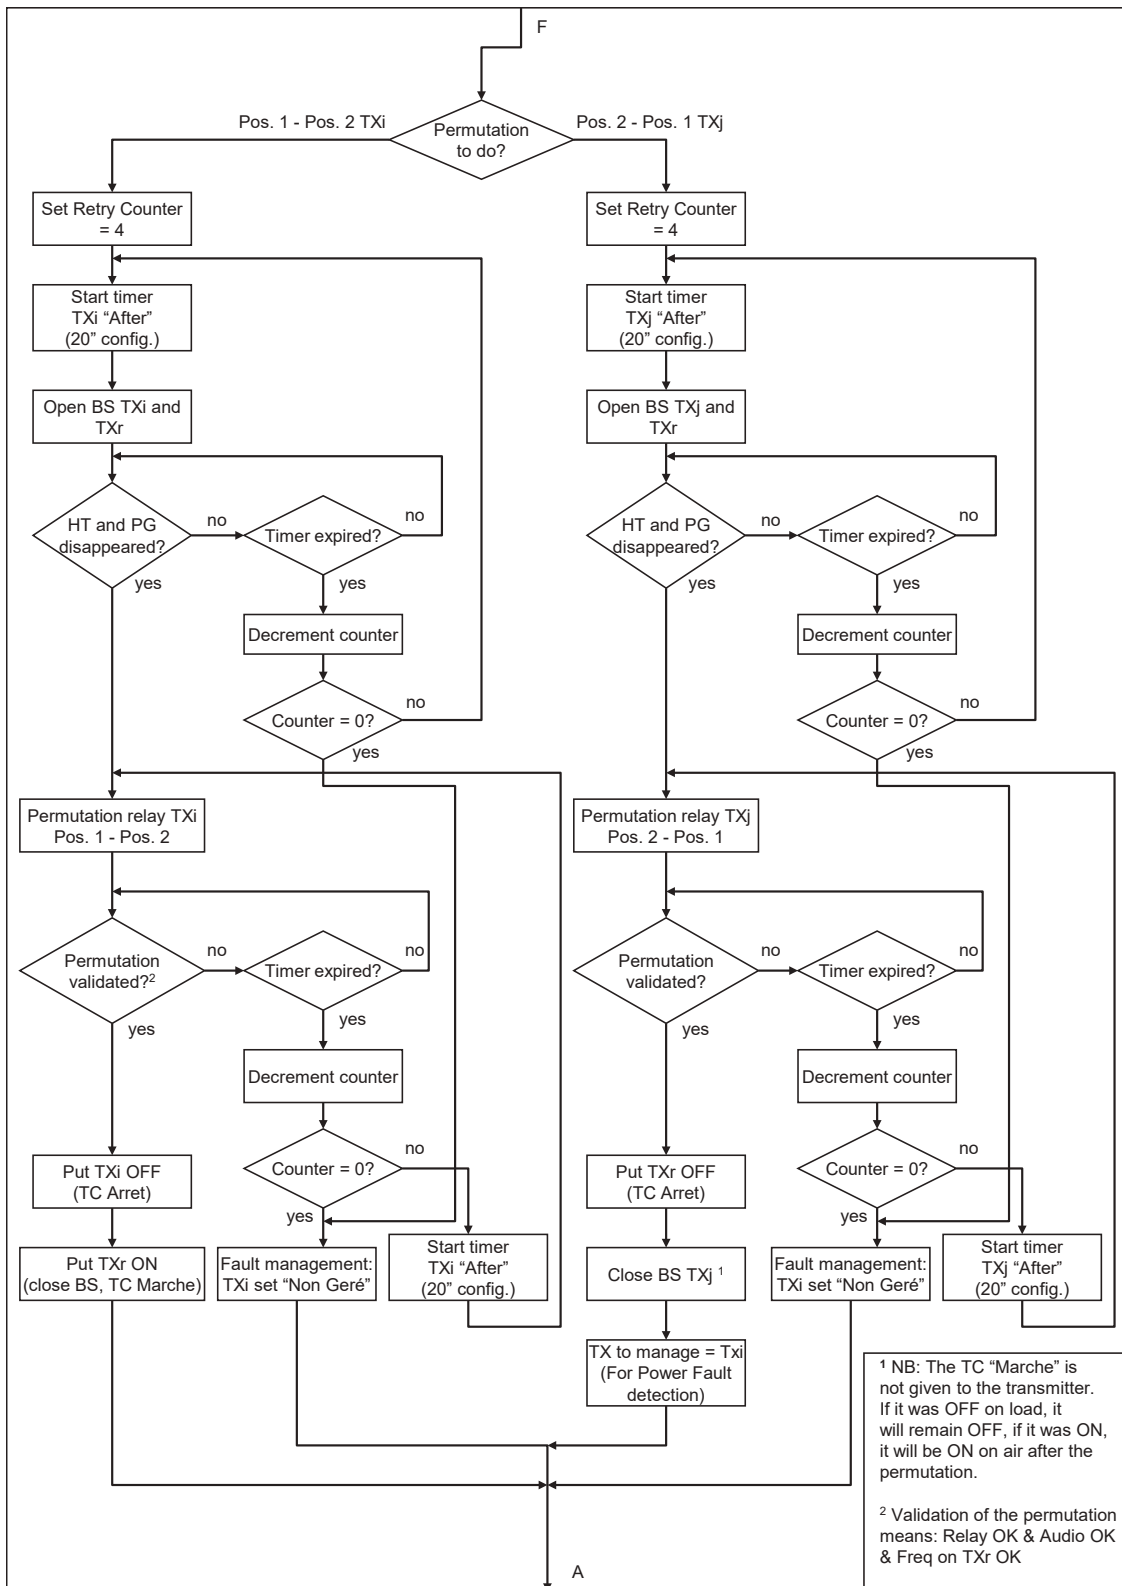 F
Pos. 1 - Pos. 2 TXi
Permutation
to do?
Pos. 2 - Pos. 1 TXj
Set Retry Counter
= 4
Start timer
TXi “After”
(20” config.)
Open BS TXi and
TXr
HT and PG
disappeared?
no
Timer expired?
no
yes
yes
Decrement counter
Counter = 0?
no
yes
Permutation relay TXi
Pos. 1 - Pos. 2
Permutation
validated?²
no
Timer expired?
no
yes
yes
Decrement counter
Counter = 0?
no
yes
Put TXi OFF
(TC Arret)
Put TXr ON
(close BS, TC Marche)
Fault management:
TXi set “Non Geré”
Start timer
TXi “After”
(20” config.)
Set Retry Counter
= 4
Start timer
TXj “After”
(20” config.)
Open BS TXj and
TXr
HT and PG
disappeared?
no
Timer expired?
no
yes
yes
Decrement counter
Counter = 0?
no
yes
Permutation relay TXj
Pos. 2 - Pos. 1
Permutation
validated?
no
Timer expired?
no
yes
yes
Decrement counter
Counter = 0?
no
yes
Put TXr OFF
(TC Arret)
Close BS TXj ¹
TX to manage = Txi
(For Power Fault
detection)
Fault management:
TXi set “Non Geré”
Start timer
TXj “After”
(20” config.)
¹ NB: The TC “Marche” is
not given to the transmitter.
If it was OFF on load, it
will remain OFF, if it was ON,
it will be ON on air after the
permutation.
² Validation of the permutation
means: Relay OK & Audio OK
& Freq on TXr OK
A